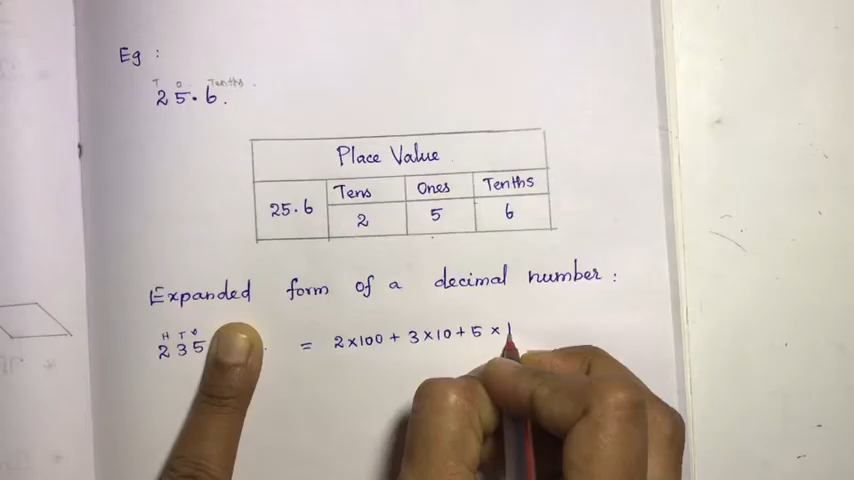 Eg :
T O Tenths
25.6.
Place Value
25.6 Tens Ones Tenths
2 5 6
Expanded form of a decimal number :
H T O
235 = 2×100 + 3×10 + 5 × 1